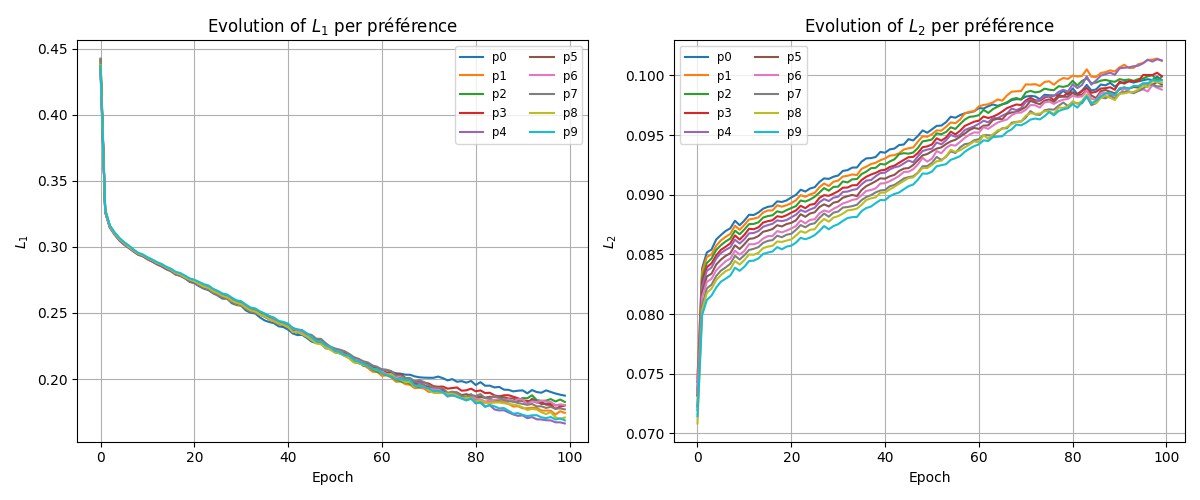 Evolution of L₁ per préférence
0.45
0.40
0.35
0.30
0.25
0.20
L₁
0 20 40 60 80 100
Epoch
p0 p5
p1 p6
p2 p7
p3 p8
p4 p9
Evolution of L₂ per préférence
0.100
0.095
0.090
0.085
0.080
0.075
0.070
L₂
0 20 40 60 80 100
Epoch
p0 p5
p1 p6
p2 p7
p3 p8
p4 p9